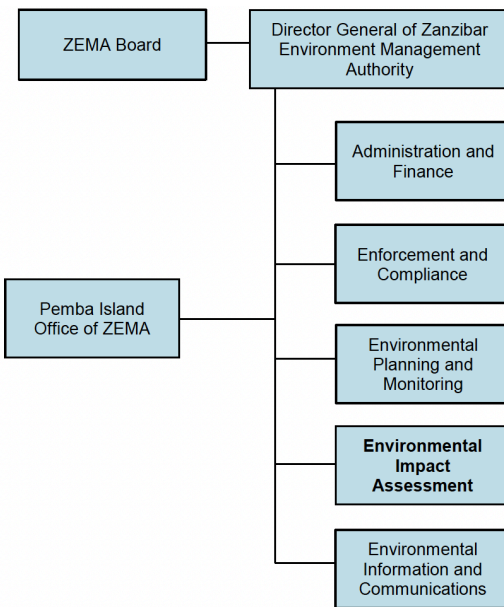 ZEMA Board
Director General of Zanzibar
Environment Management
Authority
Administration and
Finance
Enforcement and
Compliance
Pemba Island
Office of ZEMA
Environmental
Planning and
Monitoring
Environmental
Impact
Assessment
Environmental
Information and
Communications